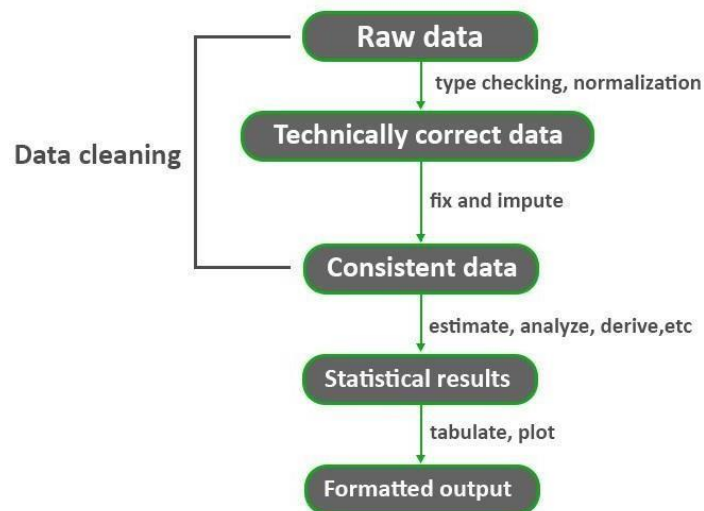 Raw data
type checking, normalization
Technically correct data
Data cleaning
fix and impute
Consistent data
estimate, analyze, derive,etc
Statistical results
tabulate, plot
Formatted output